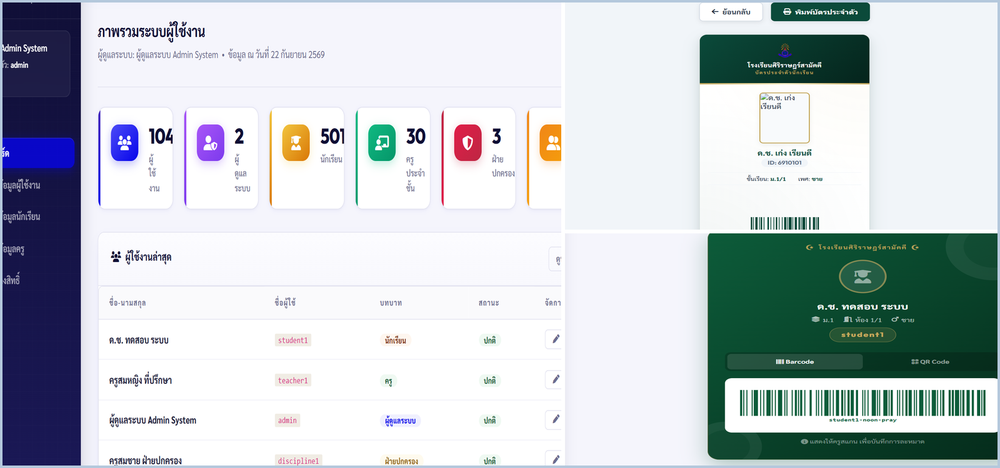 Admin System
admin
ร์ด
้อมูลผู้ใช้งาน
้อมูลนักเรียน
้อมูลครู
งสิทธิ์
ภาพรวมระบบผู้ใช้งาน
ผู้ดูแลระบบ: ผู้ดูแลระบบ Admin System • ข้อมูล ณ วันที่ 22 กันยายน 2569
104
ผู้
ใช้
งาน
2
ผู้
ดูแล
ระบบ
501
นักเรียน
30
ครู
ประจำ
ชั้น
3
ฝ่าย
ปกครอง
ผู้ใช้งานล่าสุด
ดู
ชื่อ-นามสกุล ชื่อผู้ใช้ บทบาท สถานะ จัดกา
ด.ช. ทดสอบ ระบบ student1 นักเรียน ปกติ
ครูสมหญิง ที่ปรึกษา teacher1 ครู ปกติ
ผู้ดูแลระบบ Admin System admin ผู้ดูแลระบบ ปกติ
ครูสมชาย ฝ่ายปกครอง discipline1 ฝ่ายปกครอง ปกติ
ย้อนกลับ พิมพ์บัตรประจำตัว
โรงเรียนศิริราษฎร์สามัคคี
บัตรประจำตัวนักเรียน
ด.ช. เก่ง
เรียนดี
ด.ช. เก่ง เรียนดี
ID: 6910101
ชั้นเรียน: ม.1/1 เพศ: ชาย
โรงเรียนศิริราษฎร์สามัคคี
ด.ช. ทดสอบ ระบบ
ม.1 ห้อง 1/1 ชาย
student1
Barcode QR Code
student1-noon-pray
แสดงให้ครูสแกน เพื่อบันทึกการละหมาด